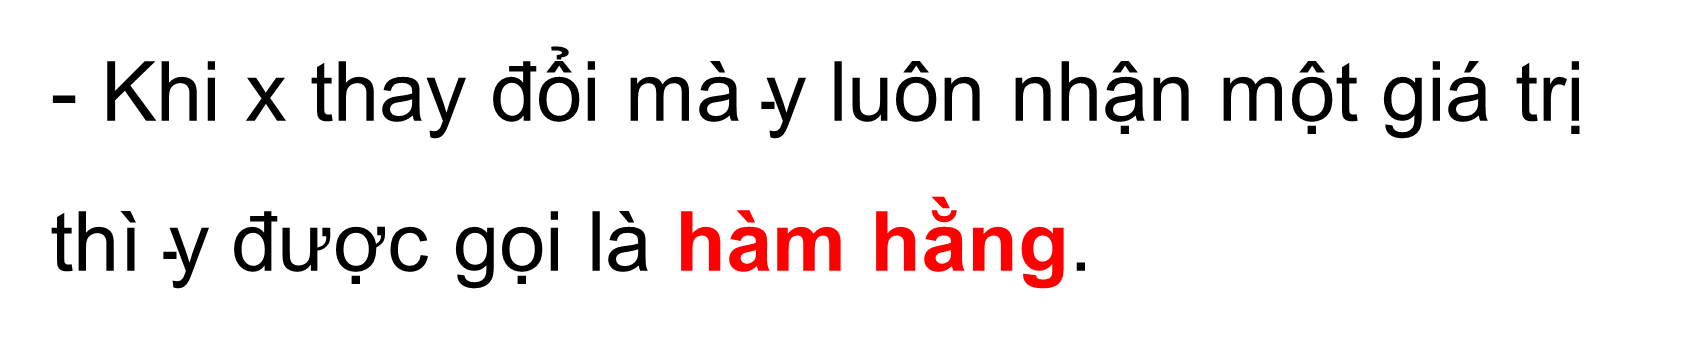 - Khi x thay đổi mà -y luôn nhận một giá trị
thì -y được gọi là hàm hằng.